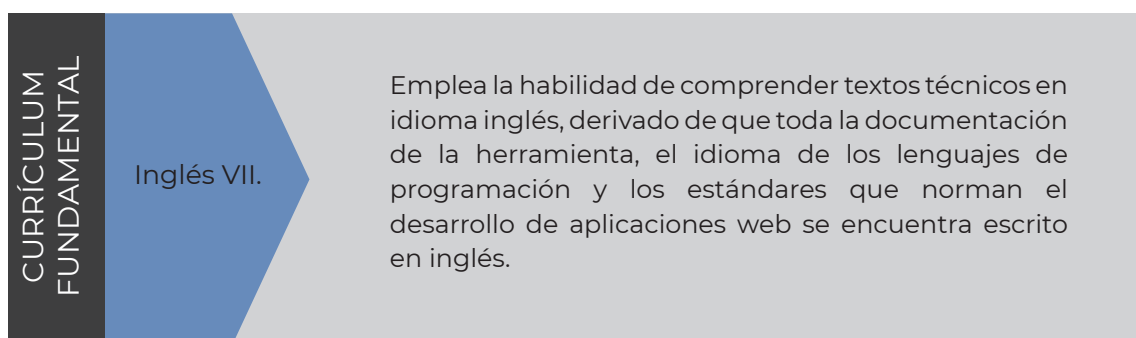 CURRÍCULUM
FUNDAMENTAL
Inglés VII.
Emplea la habilidad de comprender textos técnicos en
idioma inglés, derivado de que toda la documentación
de la herramienta, el idioma de los lenguajes de
programación y los estándares que norman el
desarrollo de aplicaciones web se encuentra escrito
en inglés.